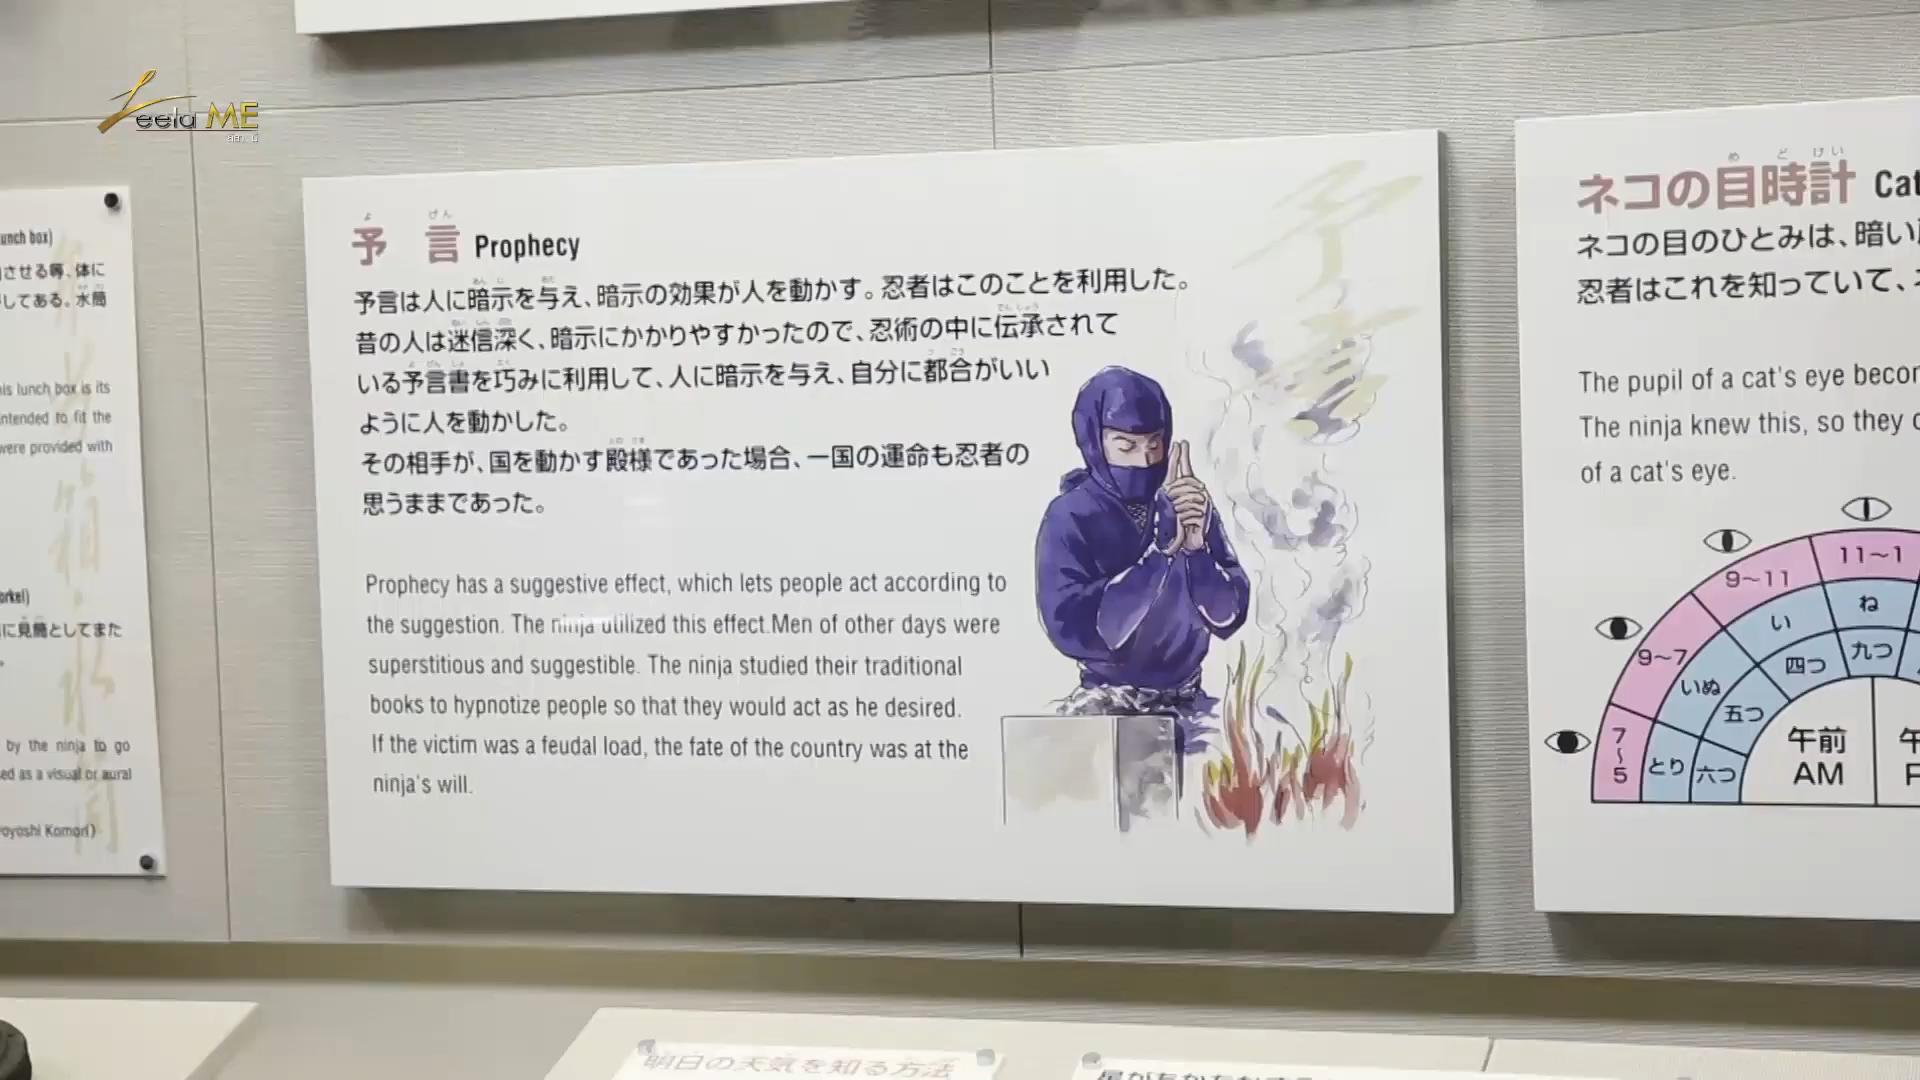 Leela ME
unch box)
させる等、体に
してある。水筒
is lunch box is its
ntended to fit the
were provided with
orkel)
に見筒としてまた
。
by the ninja to go
ed as a visual or aural
oyoshi Komori)
よ げん
予 言 Prophecy
予言は人に暗示を与え、暗示の効果が人を動かす。忍者はこのことを利用した。
昔の人は迷信深く、暗示にかかりやすかったので、忍術の中に伝承されて
いる予言書を巧みに利用して、人に暗示を与え、自分に都合がいい
ように人を動かした。
その相手が、国を動かす殿様であった場合、一国の運命も忍者の
思うままであった。
Prophecy has a suggestive effect, which lets people act according to
the suggestion. The ninja utilized this effect.Men of other days were
superstitious and suggestible. The ninja studied their traditional
books to hypnotize people so that they would act as he desired.
If the victim was a feudal load, the fate of the country was at the
ninja's will.
予言
め ど けい
ネコの目時計 Cat
ネコの目のひとみは、暗い
忍者はこれを知っていて、ネ
The pupil of a cat's eye becom
The ninja knew this, so they
of a cat's eye.
11～1
9～11
9～7
7～5
ね
い
いぬ
とり
九つ
四つ
五つ
六つ
午前
AM
明日の天気を知る方法